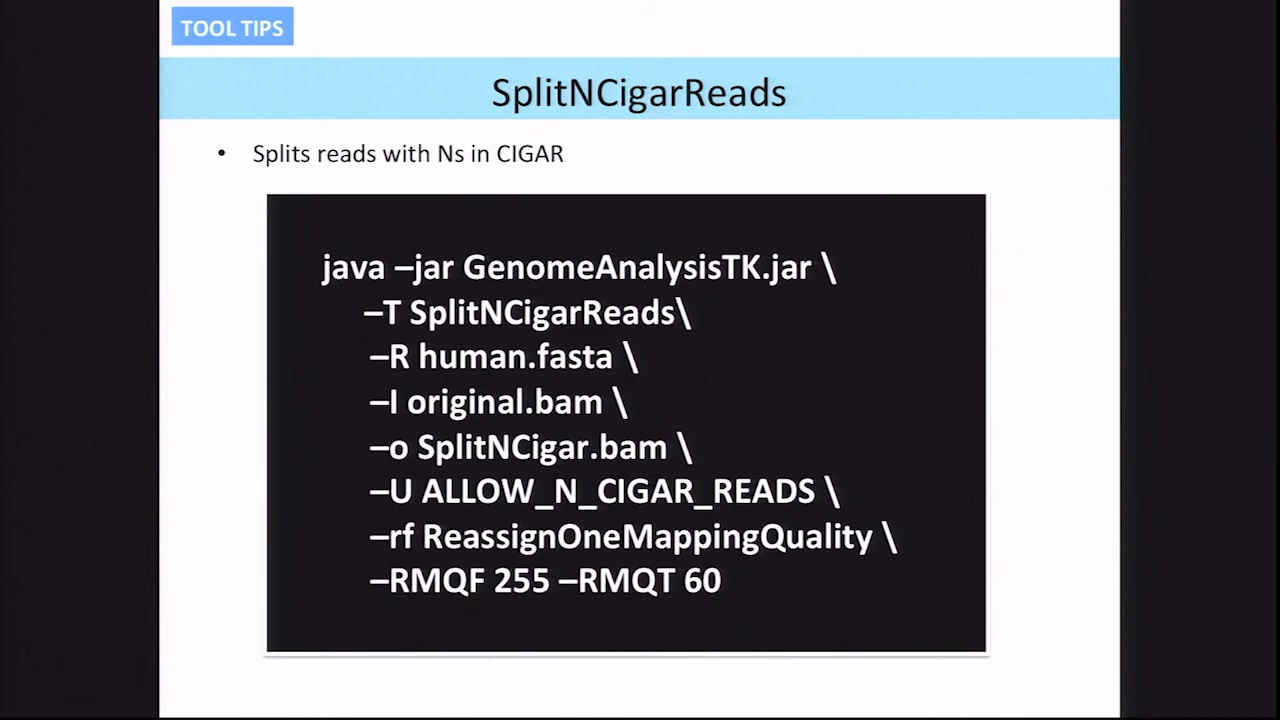 TOOL TIPS
SplitNCigarReads
• Splits reads with Ns in CIGAR
java –jar GenomeAnalysisTK.jar \
–T SplitNCigarReads\
–R human.fasta \
–I original.bam \
–o SplitNCigar.bam \
–U ALLOW_N_CIGAR_READS \
–rf ReassignOneMappingQuality \
–RMQF 255 –RMQT 60